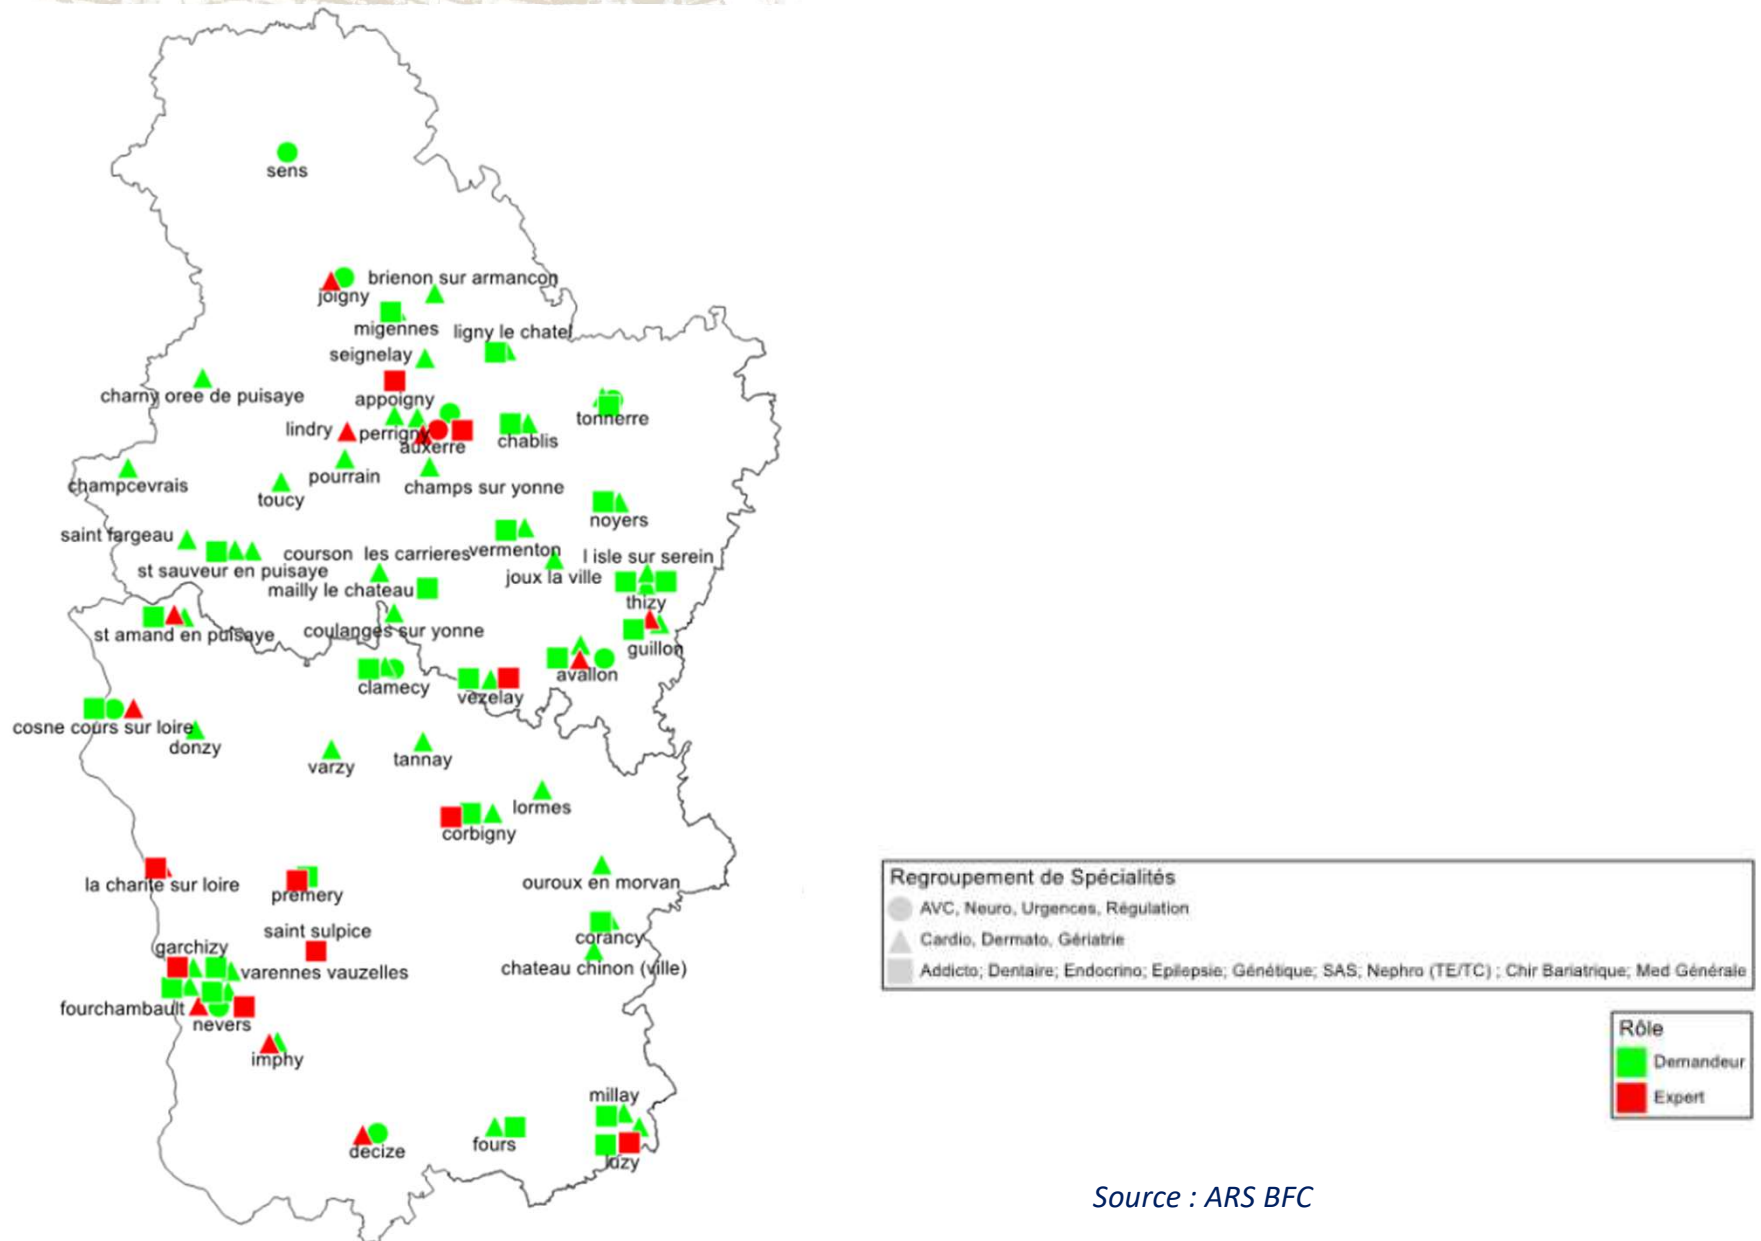 sens
brienon sur armancon
joigny
migennes
ligny le chatel
seignelay
charny oree de puisaye
appoigny
tonnerre
lindry
perrigny
auxerre
chablis
pourrain
champcevrais
toucy
champs sur yonne
noyers
saint fargeau
courson les carrieres
vermenton
l isle sur serein
st sauveur en puisaye
joux la ville
mailly le chateau
thizy
st amand en puisaye
coulanges sur yonne
guillon
avallon
clamecy
vezelay
cosne cours sur loire
donzy
varzy
tannay
lormes
corbigny
la charite sur loire
premery
ouroux en morvan
saint sulpice
corancy
garchizy
varennes vauzelles
chateau chinon (ville)
fourchambault
nevers
imphy
millay
decize
fours
luzy
Regroupement de Spécialités
AVC, Neuro, Urgences, Régulation
Cardio, Dermato, Gériatrie
Addicto; Dentaire; Endocrino; Epilepsie; Génétique; SAS; Nephro (TE/TC) ; Chir Bariatrique; Med Générale
Rôle
Demandeur
Expert
Source : ARS BFC